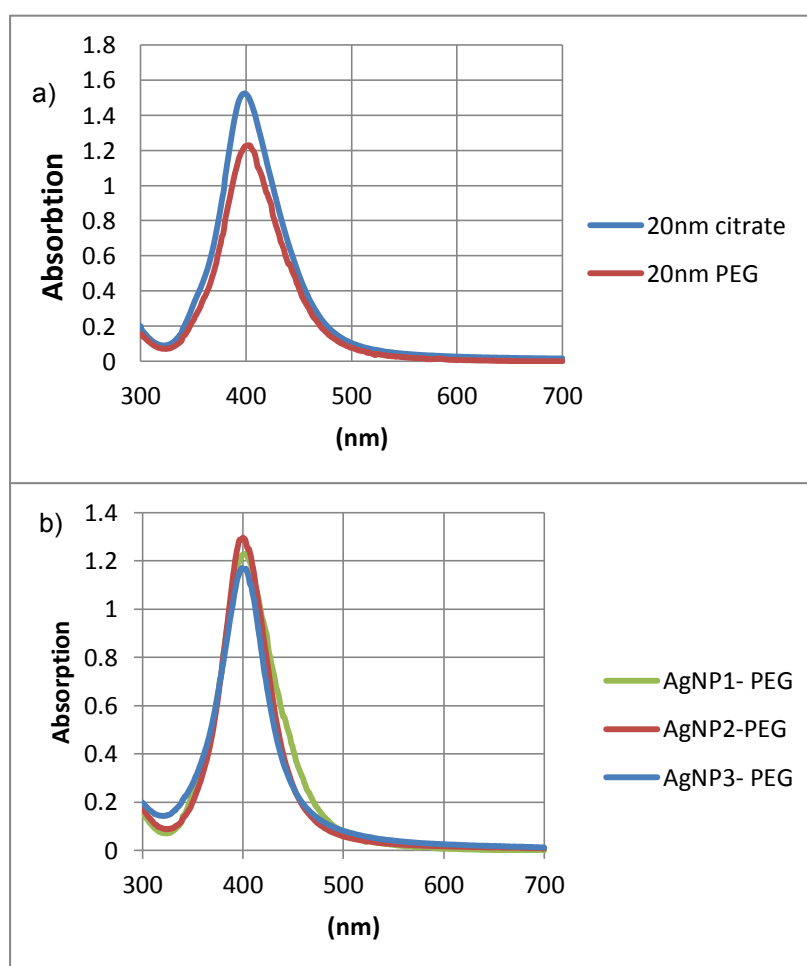 a)
Absorbtion
1.8
1.6
1.4
1.2
1
0.8
0.6
0.4
0.2
0
300 400 500 600 700
(nm)
20nm citrate
20nm PEG
b)
Absorption
1.4
1.2
1
0.8
0.6
0.4
0.2
0
300 400 500 600 700
(nm)
AgNP1- PEG
AgNP2-PEG
AgNP3- PEG